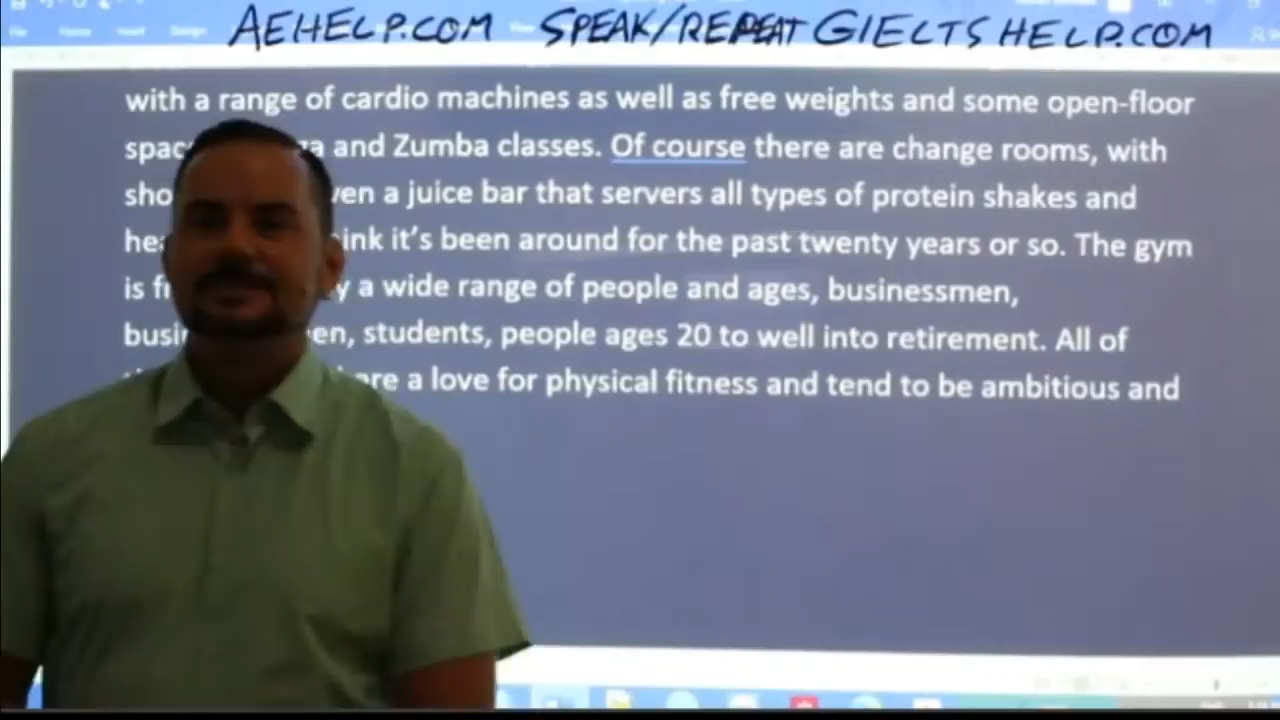 AEHELP.COM SPEAK/REPEAT GIELTSHELP.COM
with a range of cardio machines as well as free weights and some open-floor
and Zumba classes. Of course there are change rooms, with
a juice bar that servers all types of protein shakes and
it's been around for the past twenty years or so. The gym
is a wide range of people and ages, businessmen,
students, people ages 20 to well into retirement. All of
a love for physical fitness and tend to be ambitious and